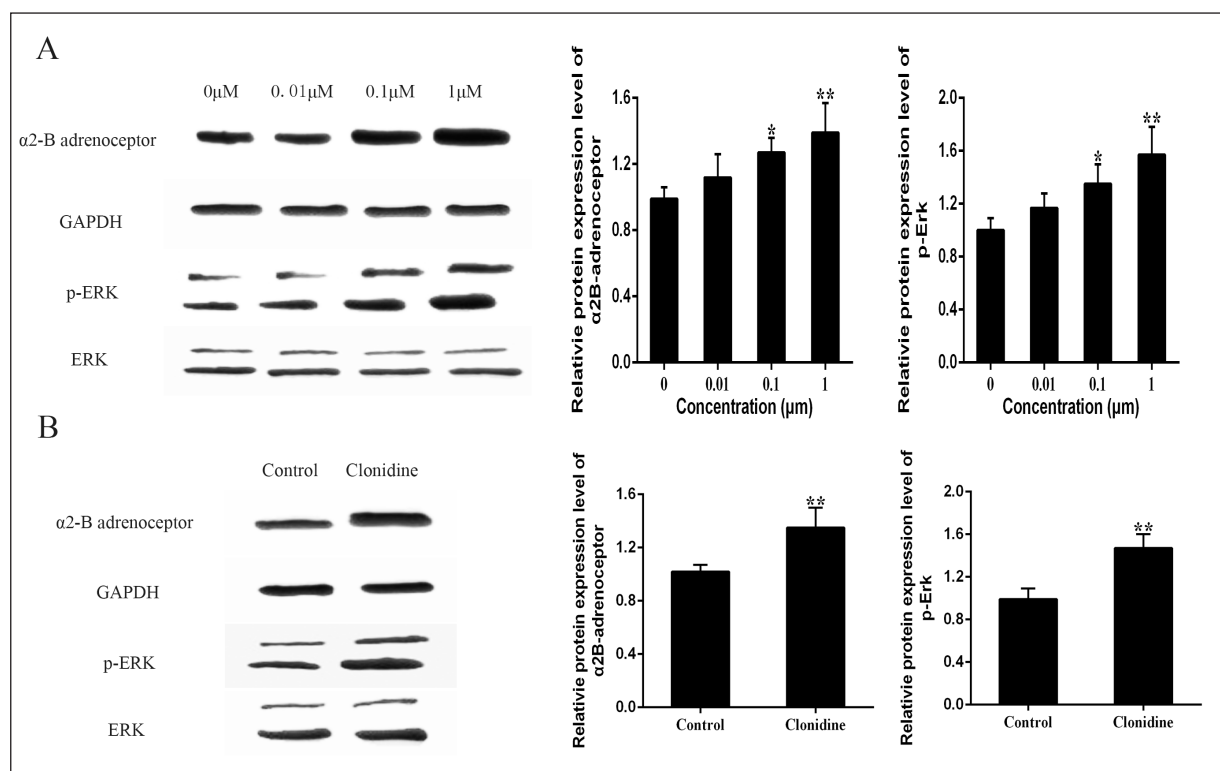 A
0μM 0.01μM 0.1μM 1μM
α2-B adrenoceptor
GAPDH
p-ERK
ERK
Relativie protein expression level of
α2B-adrenoceptor
1.6
1.2
0.8
0.4
0.0
*
**
0 0.01 0.1 1
Concentration (μm)
Relativie protein expression level of
p-Erk
2.0
1.6
1.2
0.8
0.4
0.0
*
**
0 0.01 0.1 1
Concentration (μm)
B
Control Clonidine
α2-B adrenoceptor
GAPDH
p-ERK
ERK
Relativie protein expression level of
α2B-adrenoceptor
1.6
1.2
0.8
0.4
0.0
**
Control Clonidine
Relativie protein expression level of
p-Erk
2.0
1.6
1.2
0.8
0.4
0.0
**
Control Clonidine